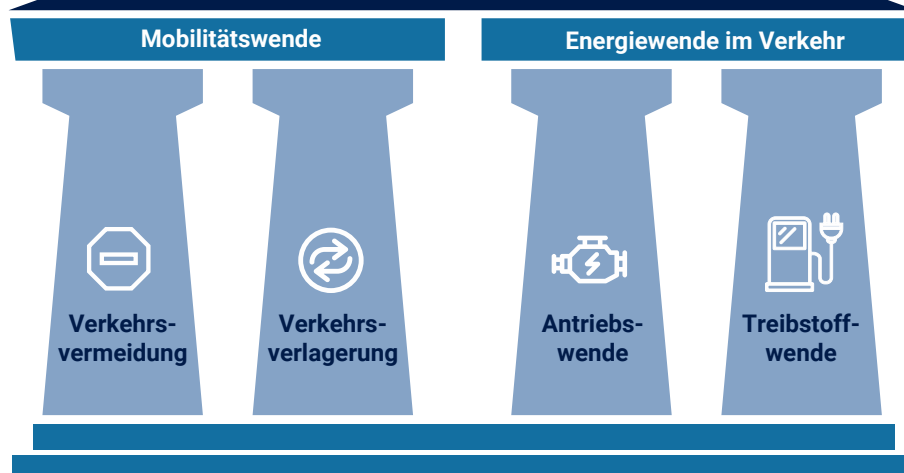 Mobilitätswende
Energiewende im Verkehr
Verkehrs-
vermeidung
Verkehrs-
verlagerung
Antriebs-
wende
Treibstoff-
wende